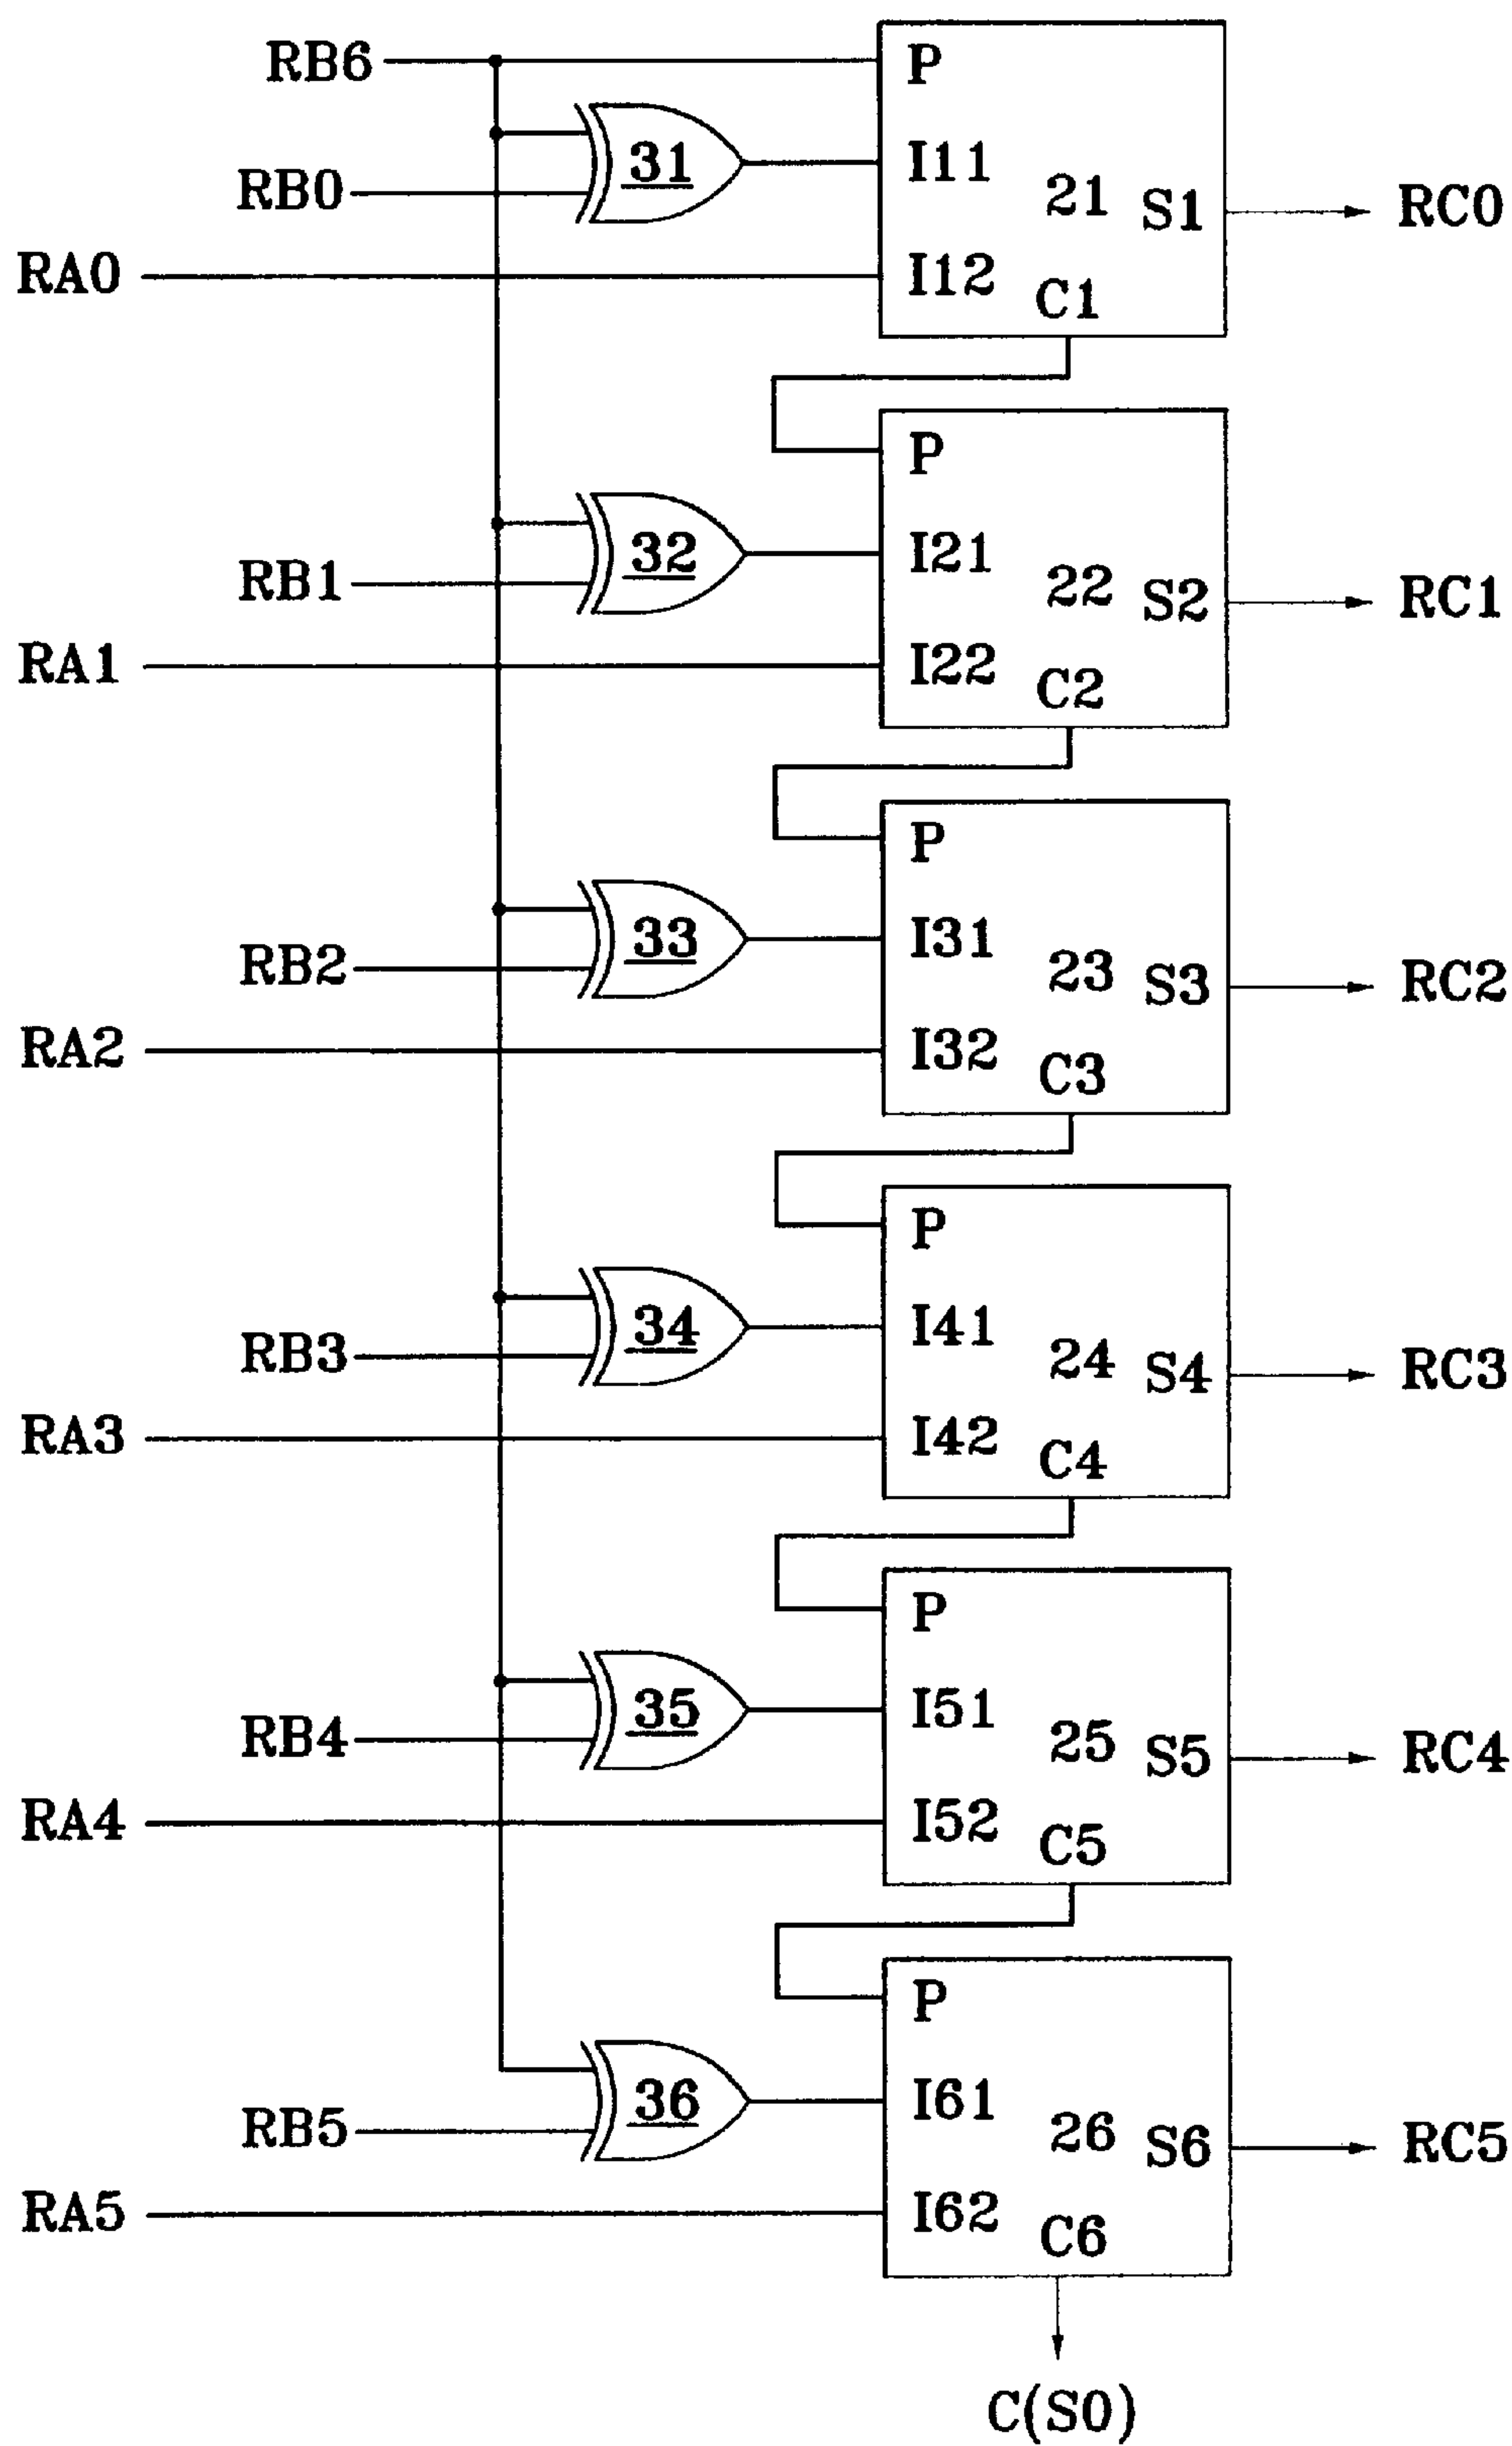 RB6
P
31
I11
RB0
21
S1
RC0
RA0
I12
C1
P
32
I21
RB1
22
S2
RC1
RA1
I22
C2
P
33
I31
RB2
23
S3
RC2
RA2
I32
C3
P
34
I41
RB3
24
S4
RC3
RA3
I42
C4
P
35
I51
RB4
25
S5
RC4
RA4
I52
C5
P
36
I61
RB5
26
S6
RC5
RA5
I62
C6
C(S0)